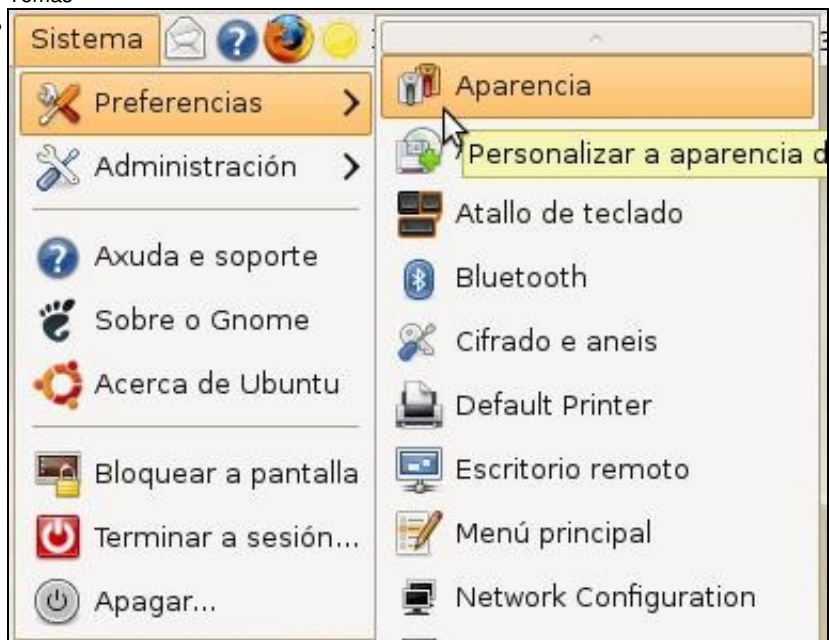 Sistema
Preferencias
Administración
Axuda e soporte
Sobre o Gnome
Acerca de Ubuntu
Bloquear a pantalla
Terminar a sesión...
Apagar...
Aparencia
Personalizar a aparencia d
Atallo de teclado
Bluetooth
Cifrado e aneis
Default Printer
Escritorio remoto
Menú principal
Network Configuration